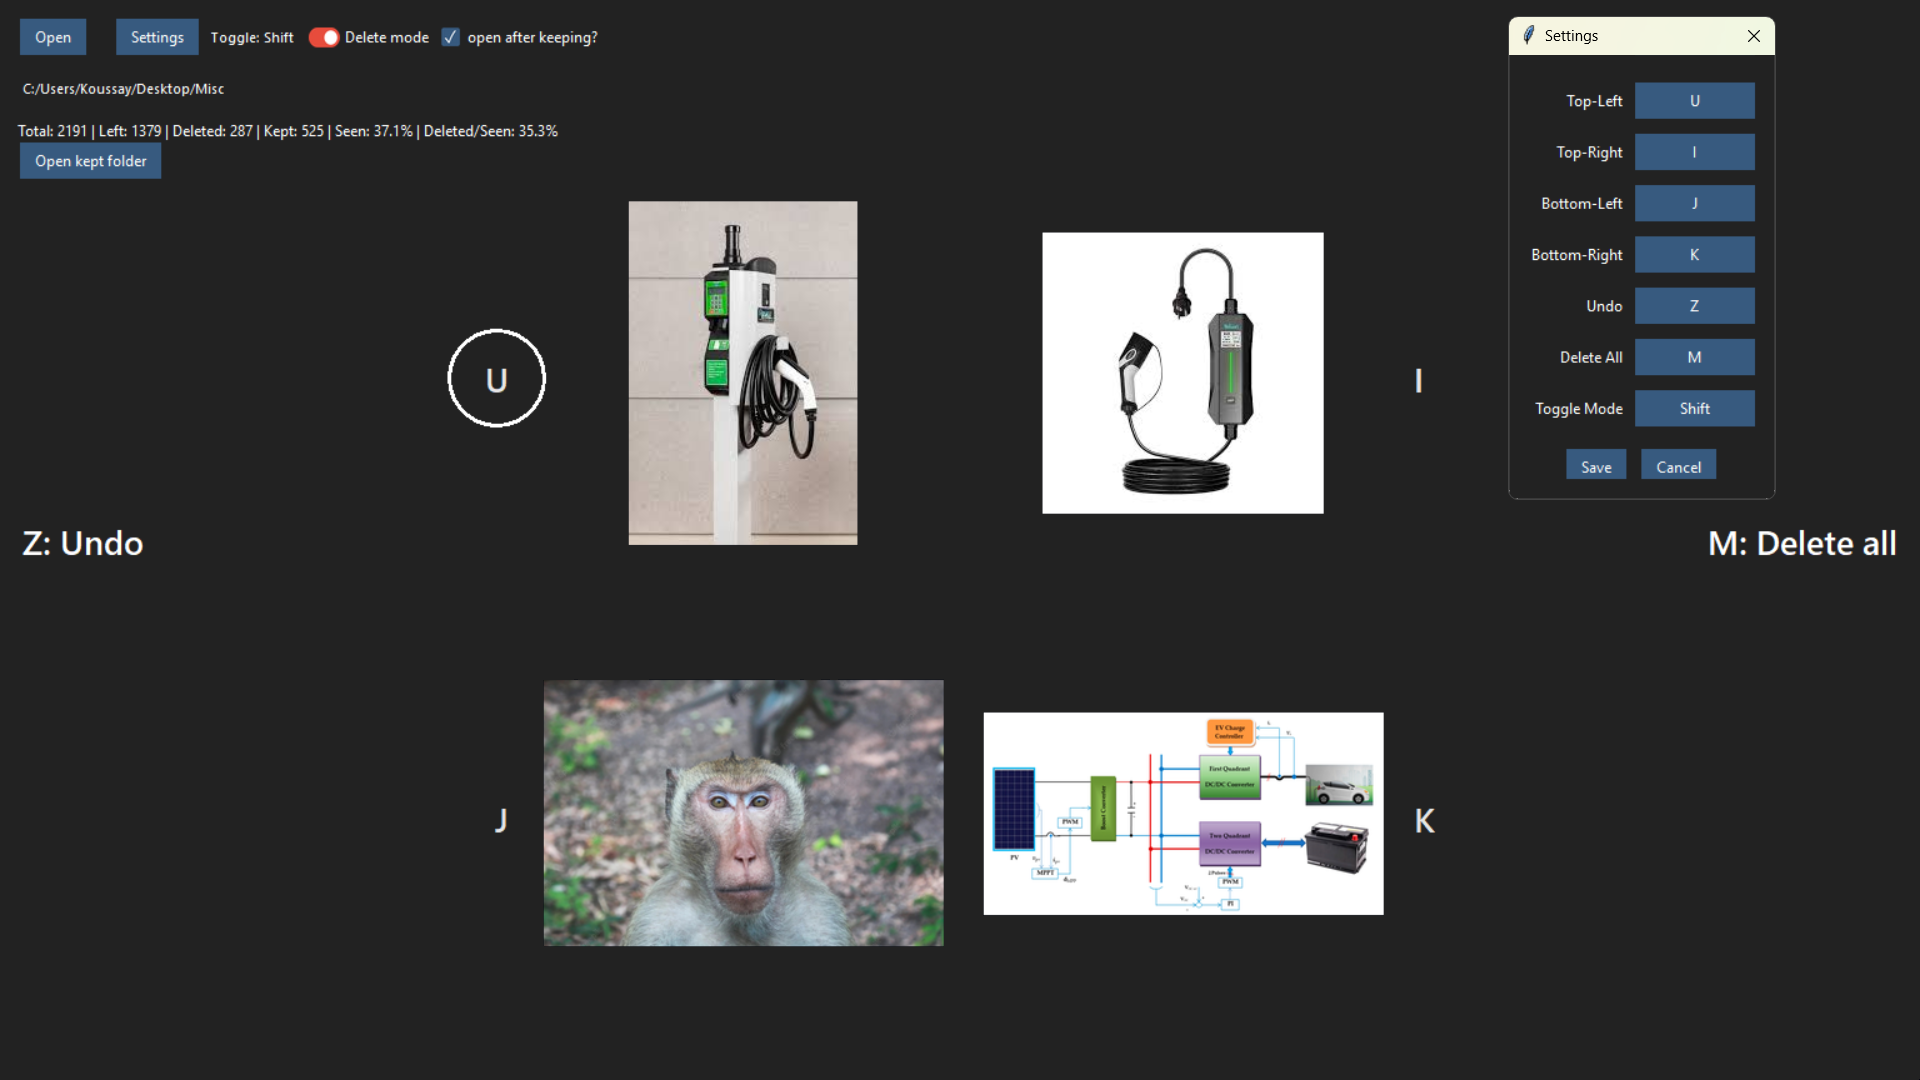 Open Settings Toggle: Shift Delete mode open after keeping?
C:/Users/Koussay/Desktop/Misc
Total: 2191 | Left: 1379 | Deleted: 287 | Kept: 525 | Seen: 37.1% | Deleted/Seen: 35.3%
Open kept folder
Settings
Top-Left U
Top-Right I
Bottom-Left J
Bottom-Right K
Undo Z
Delete All M
Toggle Mode Shift
Save Cancel
U
I
Z: Undo
M: Delete all
J
K
EV Charge
Controller
First Quadrant
DC/DC Converter
Boost Converter
PWM
PV
MPPT
Two Quadrant
DC/DC Converter
PWM
PI